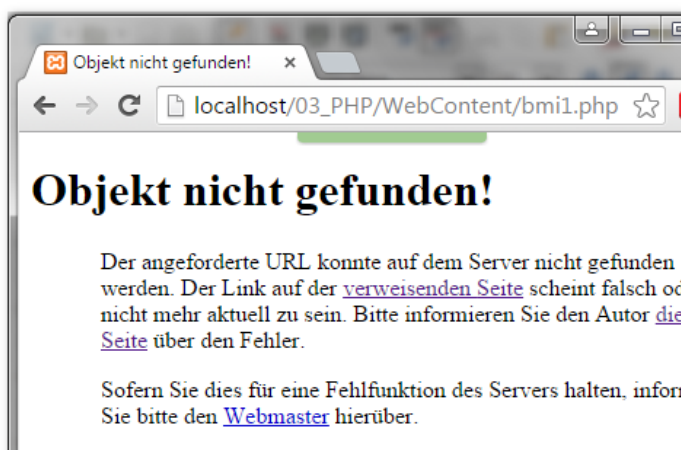 Objekt nicht gefunden!
localhost/03_PHP/WebContent/bmi1.php
Objekt nicht gefunden!
Der angeforderte URL konnte auf dem Server nicht gefunden
werden. Der Link auf der verweisenden Seite scheint falsch od
nicht mehr aktuell zu sein. Bitte informieren Sie den Autor die
Seite über den Fehler.
Sofern Sie dies für eine Fehlfunktion des Servers halten, inform
Sie bitte den Webmaster hierüber.